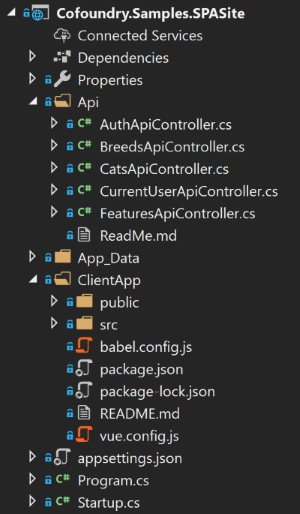 Cofoundry.Samples.SPASite
Connected Services
Dependencies
Properties
Api
C# AuthApiController.cs
C# BreedsApiController.cs
C# CatsApiController.cs
C# CurrentUserApiController.cs
C# FeaturesApiController.cs
ReadMe.md
App_Data
ClientApp
public
src
babel.config.js
package.json
package-lock.json
README.md
vue.config.js
appsettings.json
C# Program.cs
C# Startup.cs